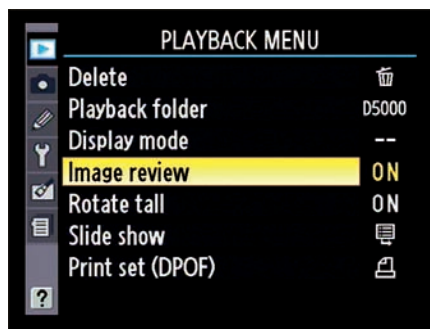 PLAYBACK MENU
Delete
Playback folder D5000
Display mode --
Image review ON
Rotate tall ON
Slide show
Print set (DPOF)
?